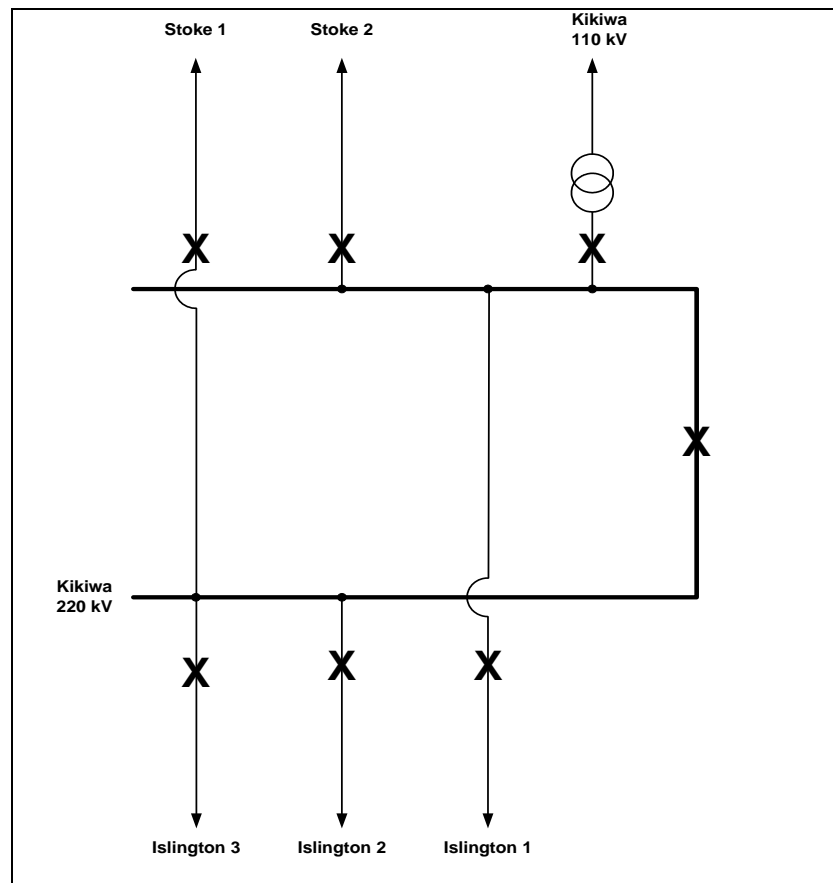 Stoke 1
Stoke 2
Kikiwa
110 kV
X
X
X
X
Kikiwa
220 kV
X
X
X
Islington 3
Islington 2
Islington 1